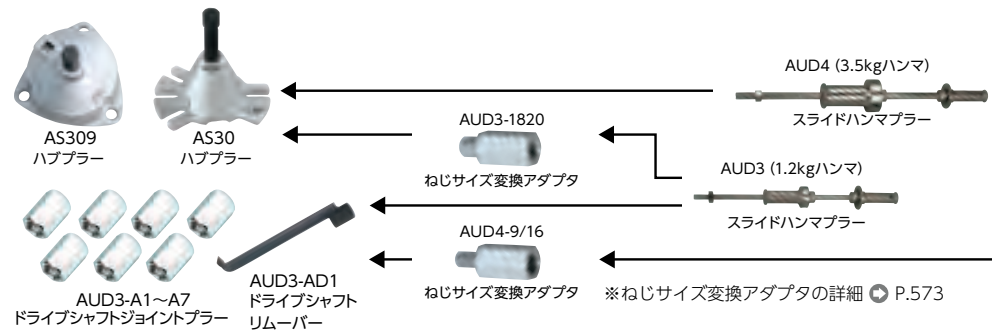 AS309
ハブプラー
AS30
ハブプラー
AUD3-1820
ねじサイズ変換アダプタ
AUD4 (3.5kgハンマ)
スライドハンマプラー
AUD3 (1.2kgハンマ)
スライドハンマプラー
AUD3-A1～A7
ドライブシャフトジョイントプラー
AUD3-AD1
ドライブシャフト
リムーバー
AUD4-9/16
ねじサイズ変換アダプタ
※ねじサイズ変換アダプタの詳細 ➲ P.573